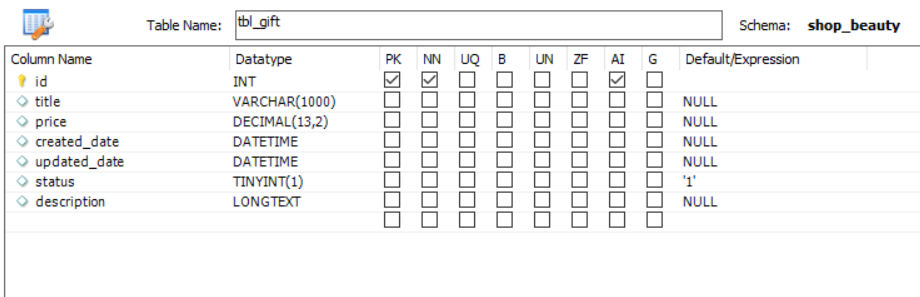 Table Name: tbl_gift Schema: shop_beauty
Column Name Datatype PK NN UQ B UN ZF AI G Default/Expression
id INT
title VARCHAR(1000) NULL
price DECIMAL(13,2) NULL
created_date DATETIME NULL
updated_date DATETIME NULL
status TINYINT(1) '1'
description LONGTEXT NULL